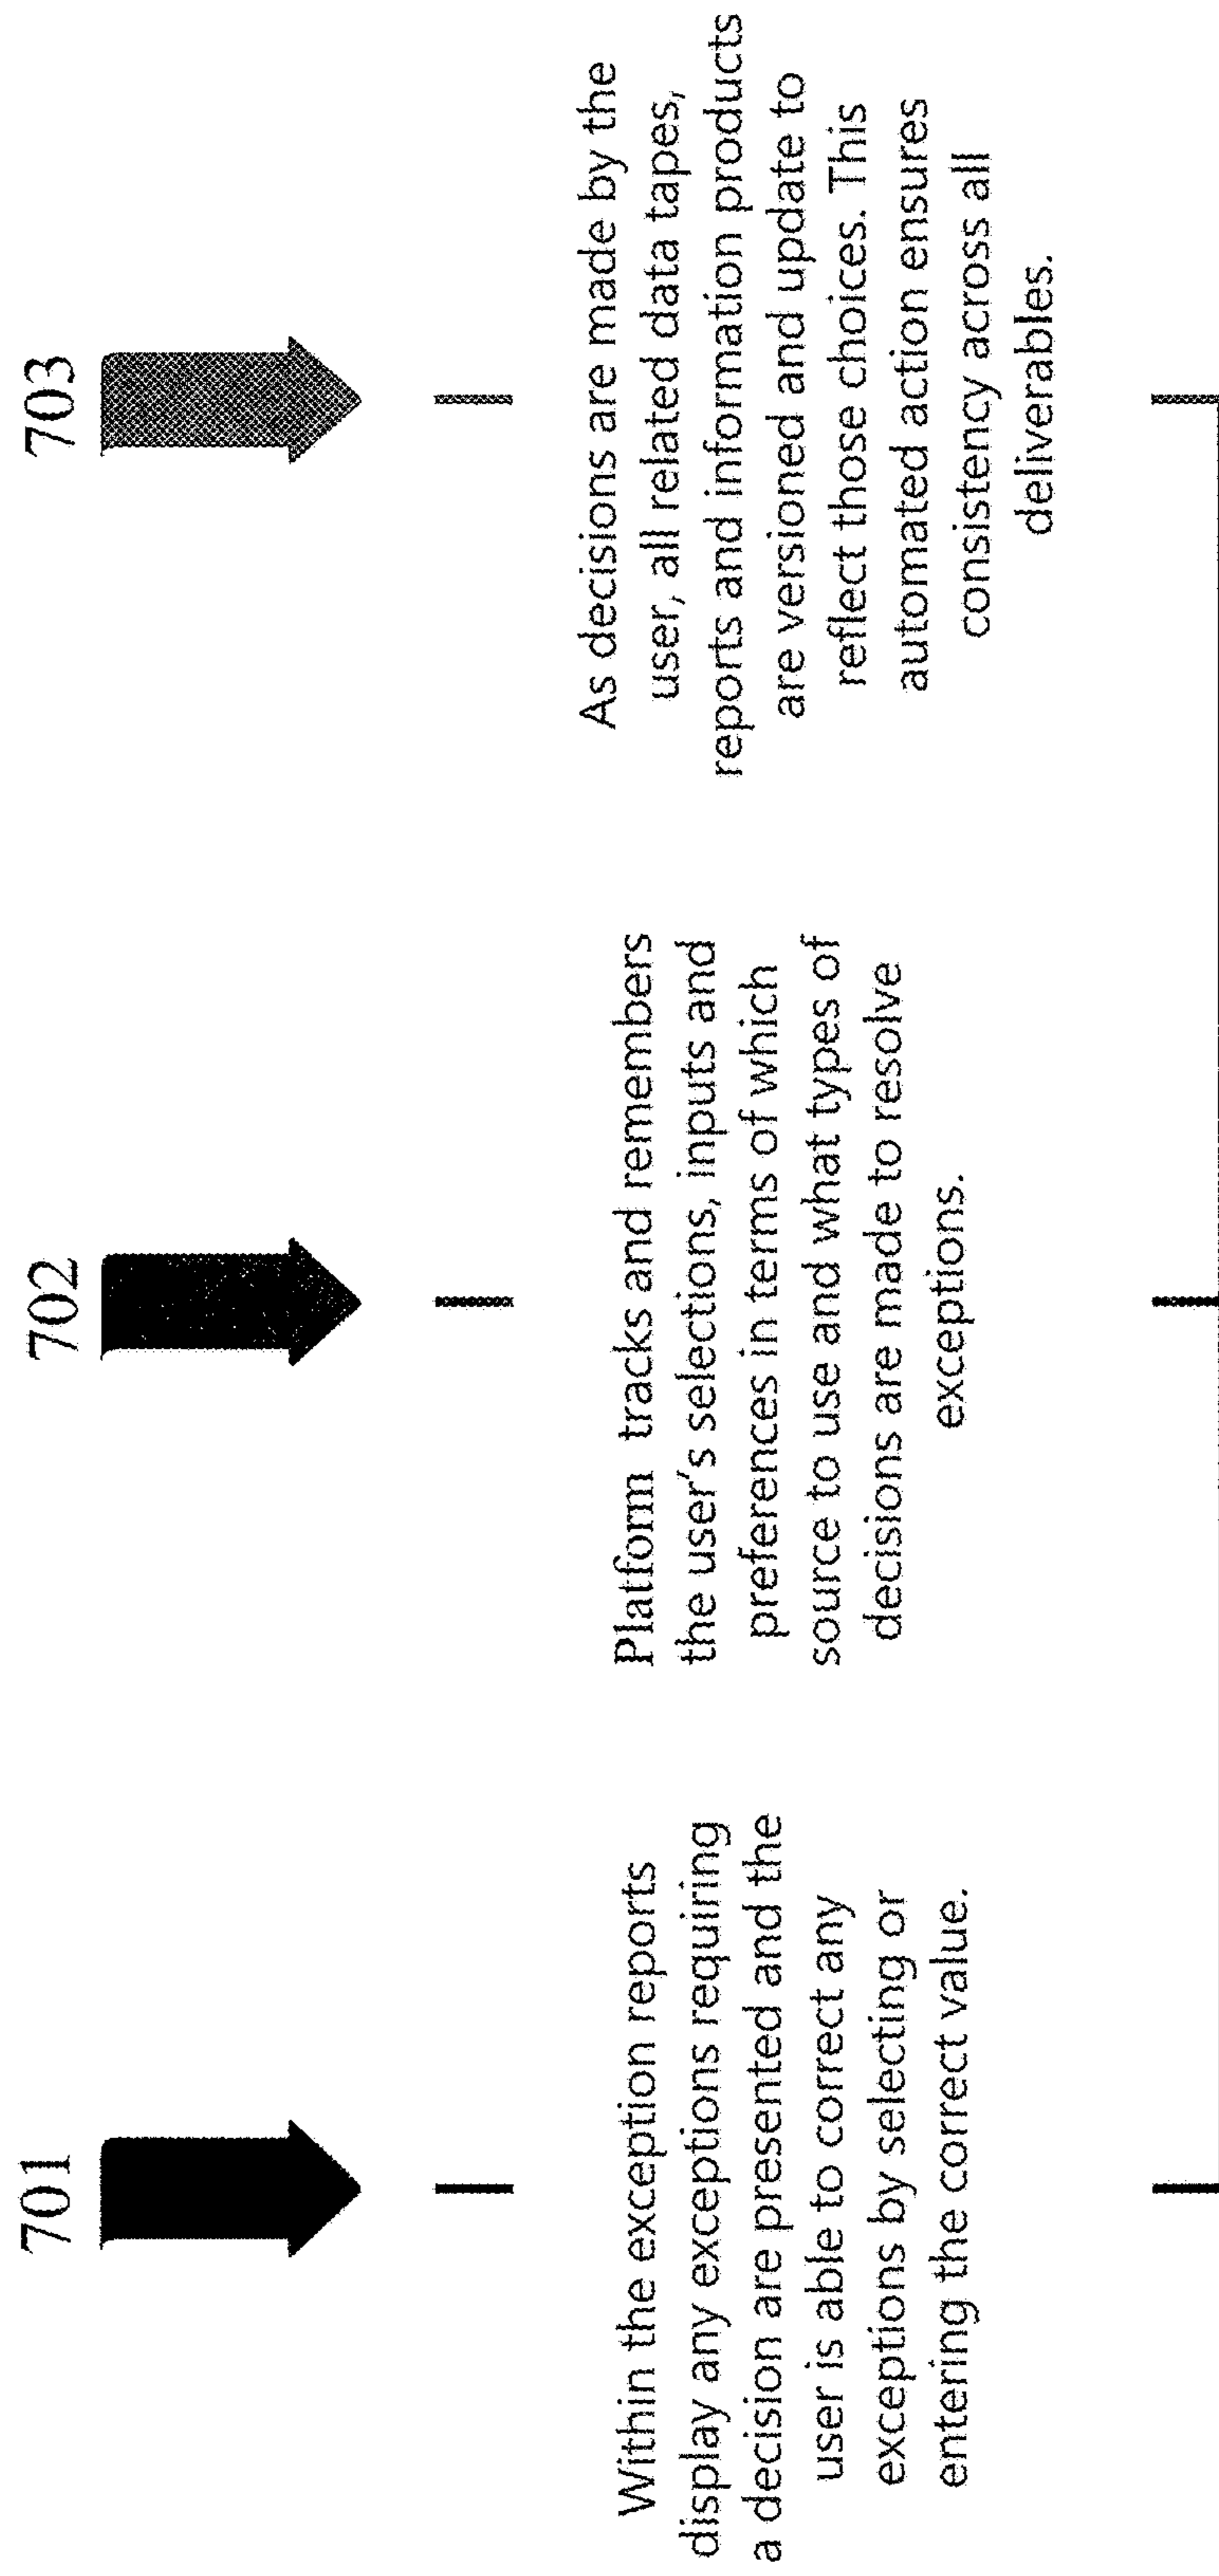 701
Within the exception reports
display any exceptions requiring
a decision are presented and the
user is able to correct any
exceptions by selecting or
entering the correct value.
702
Platform tracks and remembers
the user's selections, inputs and
preferences in terms of which
source to use and what types of
decisions are made to resolve
exceptions.
703
As decisions are made by the
user, all related data tapes,
reports and information products
are versioned and update to
reflect those choices. This
automated action ensures
consistency across all
deliverables.